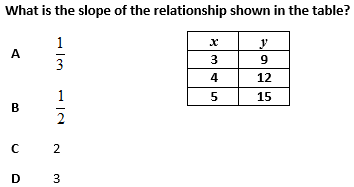 What is the slope of the relationship shown in the table?
A 1/3
B 1/2
C 2
D 3
x y
3 9
4 12
5 15